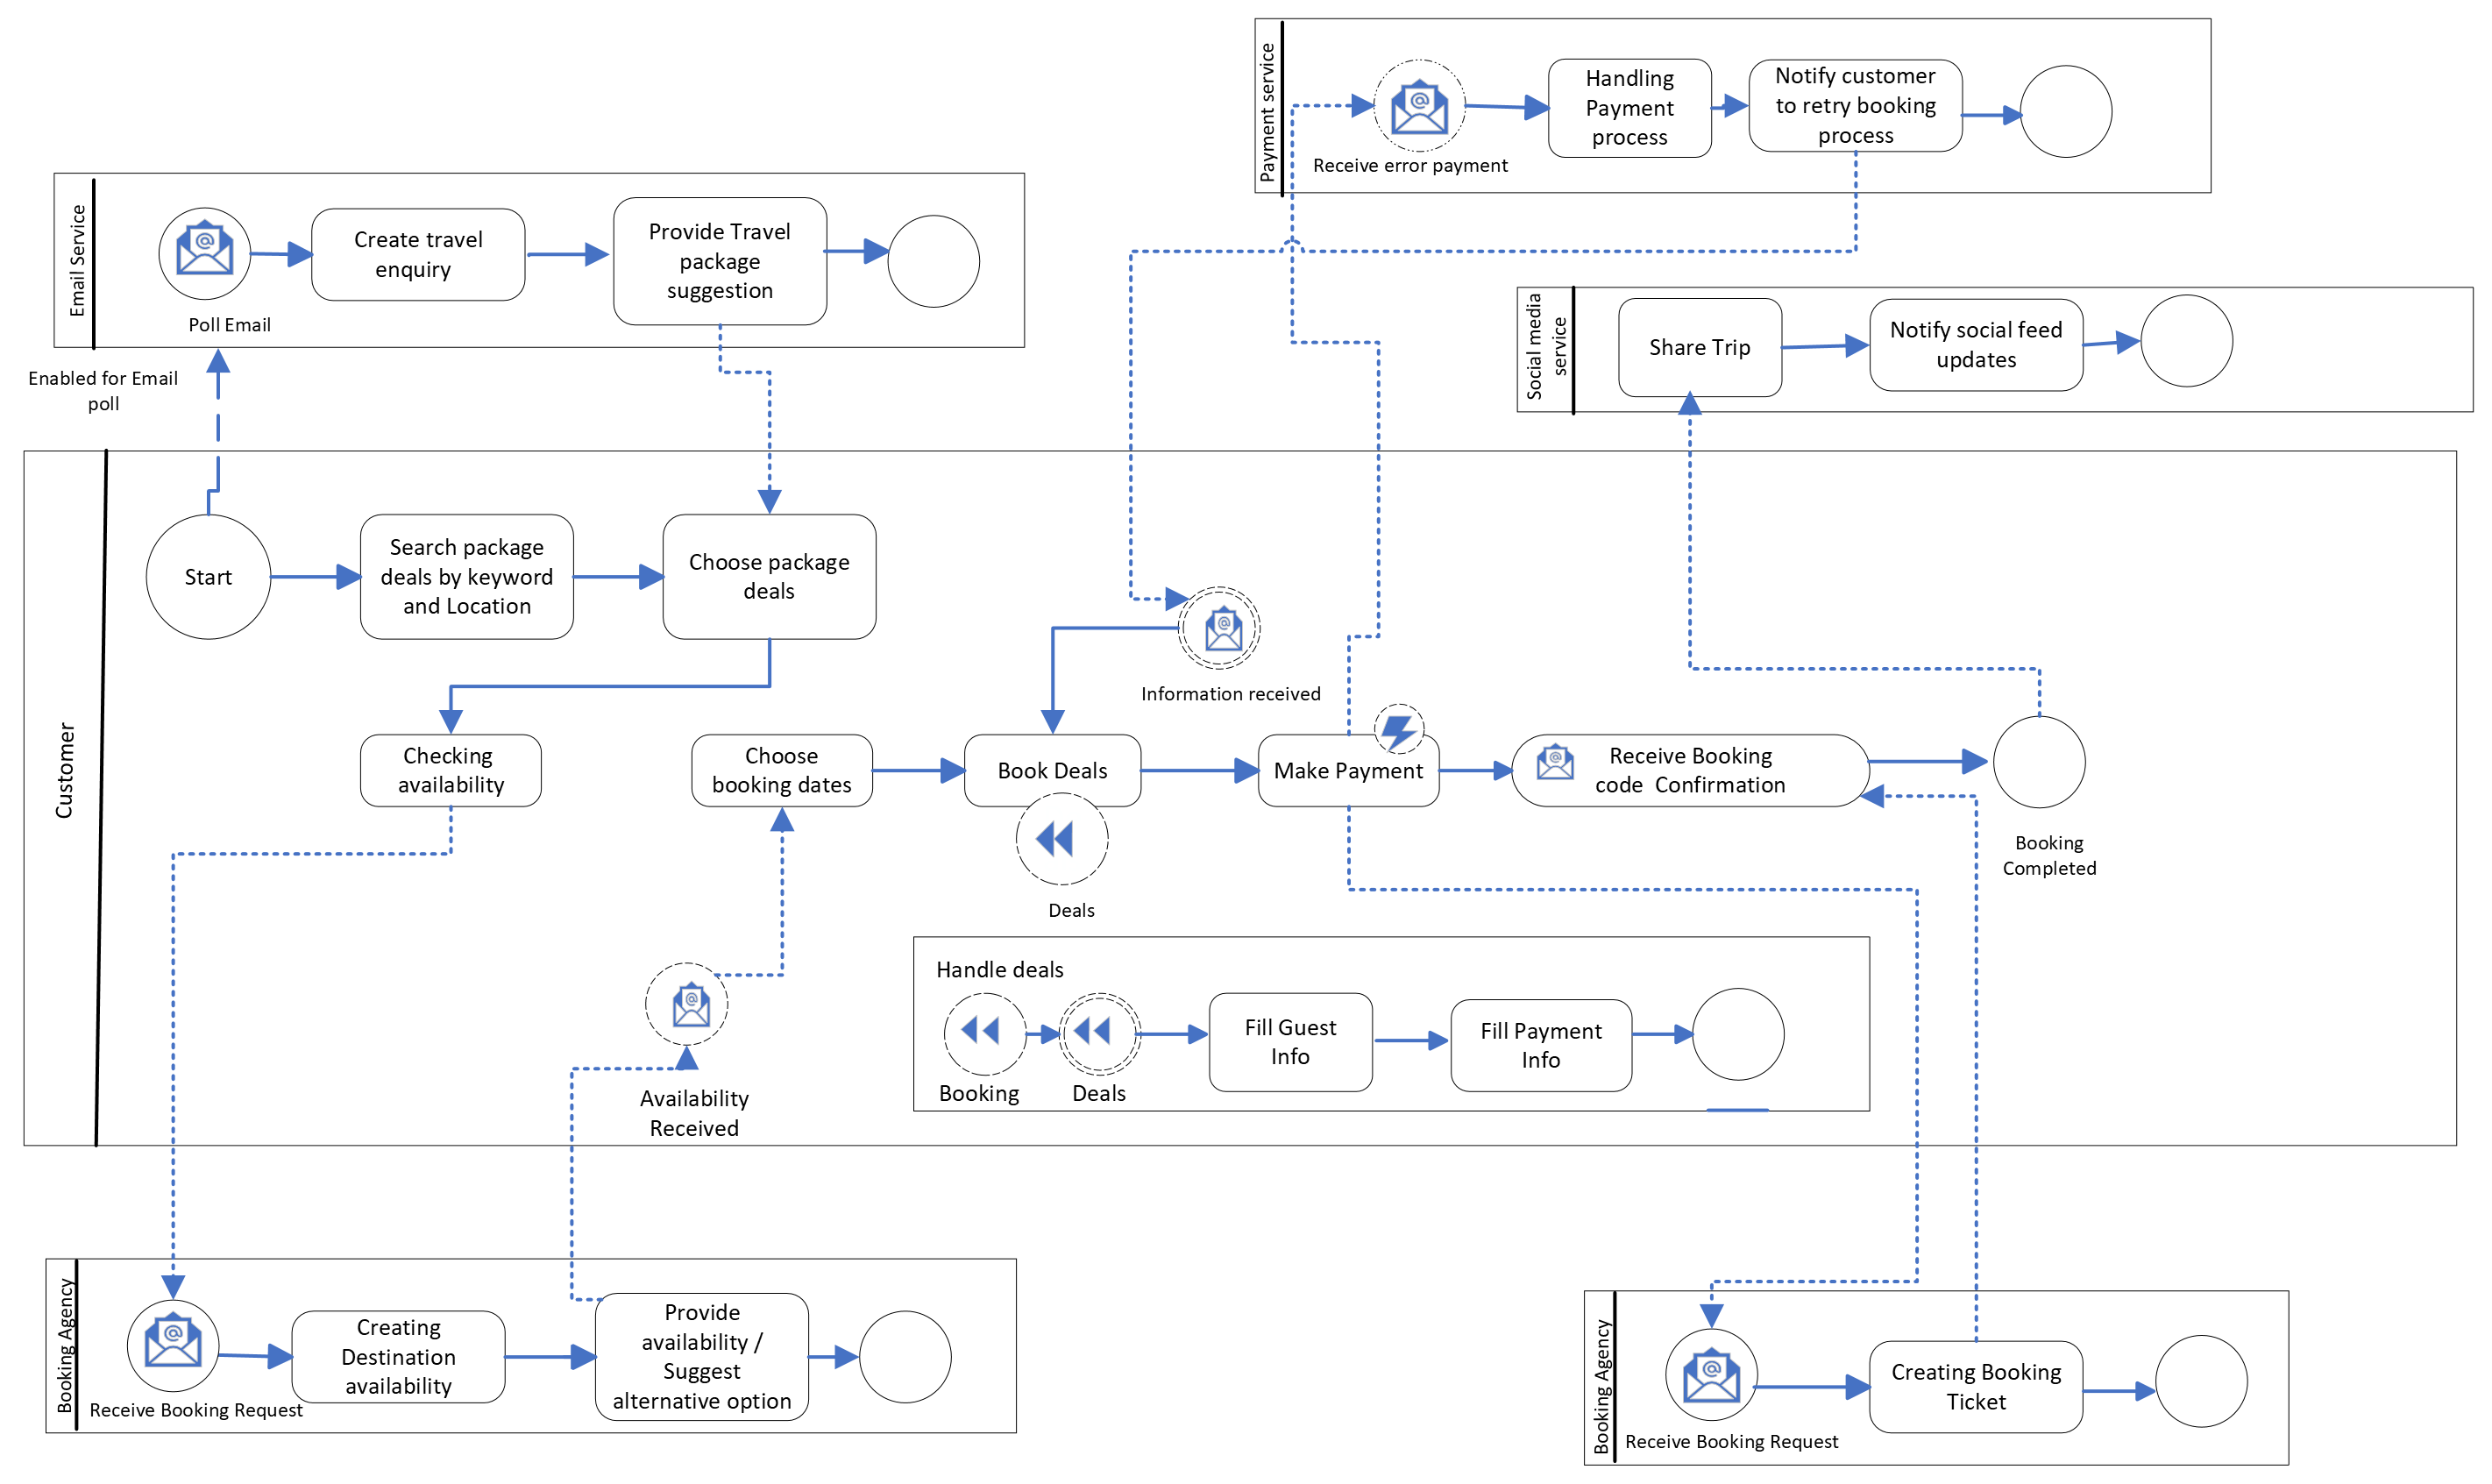 Payment service
Receive error payment
Handling
Payment
process
Notify customer
to retry booking
process
Email Service
Poll Email
Create travel
enquiry
Provide Travel
package
suggestion
Social media
service
Share Trip
Notify social feed
updates
Enabled for Email
poll
Customer
Start
Search package
deals by keyword
and Location
Choose package
deals
Information received
Checking
availability
Choose
booking dates
Book Deals
Deals
Make Payment
Receive Booking
code  Confirmation
Booking
Completed
Availability
Received
Handle deals
Booking
Deals
Fill Guest
Info
Fill Payment
Info
Booking Agency
Receive Booking Request
Creating
Destination
availability
Provide
availability /
Suggest
alternative option
Booking Agency
Receive Booking Request
Creating Booking
Ticket